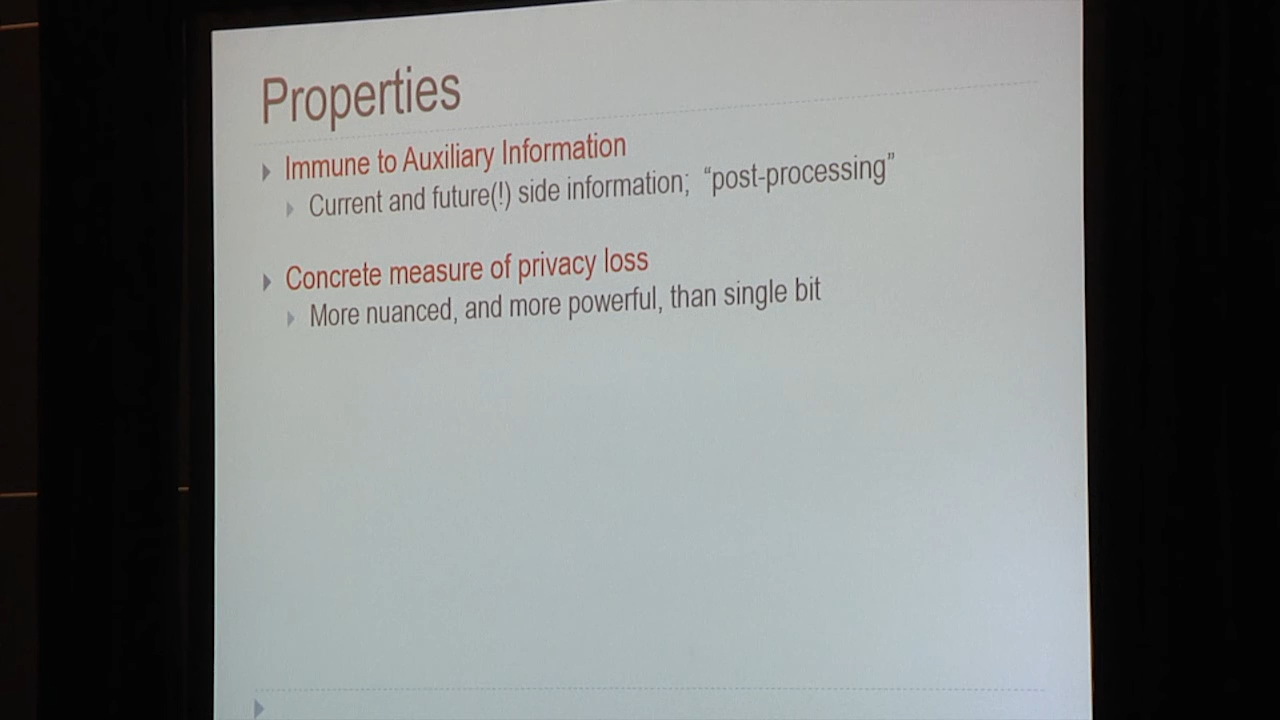 Properties
Immune to Auxiliary Information
Current and future(!) side information; “post-processing”
Concrete measure of privacy loss
More nuanced, and more powerful, than single bit